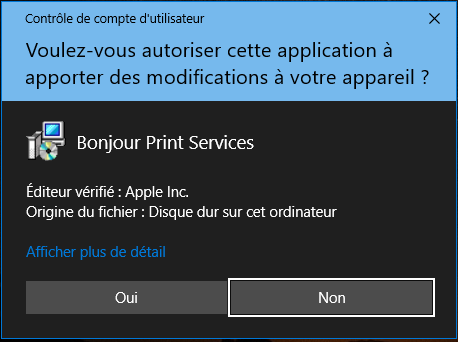 Contrôle de compte d'utilisateur
Voulez-vous autoriser cette application à
apporter des modifications à votre appareil ?
Bonjour Print Services
Éditeur vérifié : Apple Inc.
Origine du fichier : Disque dur sur cet ordinateur
Afficher plus de détail
Oui
Non